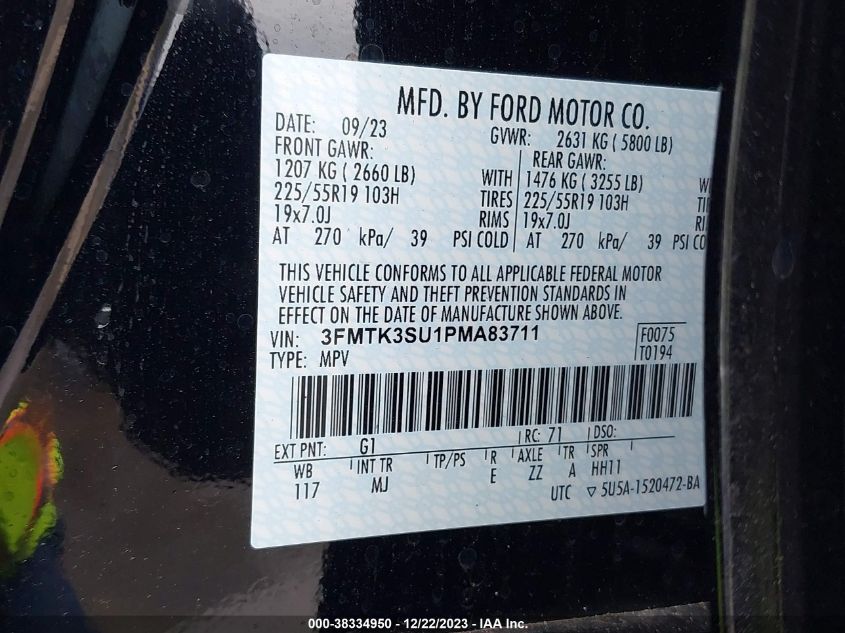 MFD. BY FORD MOTOR CO.
DATE: 09/23 GVWR: 2631 KG ( 5800 LB)
FRONT GAWR: REAR GAWR:
1207 KG ( 2660 LB) WITH 1476 KG ( 3255 LB) W
225/55R19 103H TIRES 225/55R19 103H TI
19x7.0J RIMS 19x7.0J RI
AT 270 kPa/ 39 PSI COLD AT 270 kPa/ 39 PSI CO
THIS VEHICLE CONFORMS TO ALL APPLICABLE FEDERAL MOTOR
VEHICLE SAFETY AND THEFT PREVENTION STANDARDS IN
EFFECT ON THE DATE OF MANUFACTURE SHOWN ABOVE.
VIN: 3FMTK3SU1PMA83711 F0075
TYPE: MPV T0194
EXT PNT: G1 RC: 71 DSO:
WB INT TR TP/PS R AXLE TR SPR
117 MJ E ZZ A HH11
UTC ▽ 5U5A-1520472-BA
000-38334950 - 12/22/2023 - IAA Inc.